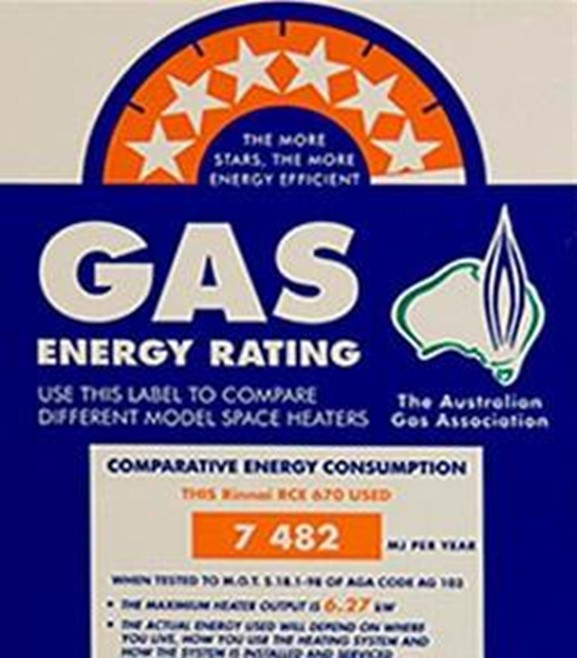 THE MORE
STARS, THE MORE
ENERGY EFFICIENT
GAS
ENERGY RATING
USE THIS LABEL TO COMPARE
DIFFERENT MODEL SPACE HEATERS
The Australian
Gas Association
COMPARATIVE ENERGY CONSUMPTION
THIS Rinnai RCE 670 USED
7 482
MJ PER YEAR
WHEN TESTED TO M.O.T. S.18.1-98 OF AGA CODE AG 103
• THE MAXIMUM HEATER OUTPUT IS 6.27 kW
• THE ACTUAL ENERGY USED WILL DEPEND ON WHERE
YOU LIVE, HOW YOU USE THE HEATING SYSTEM AND
HOW THE SYSTEM IS INSTALLED AND SERVICED